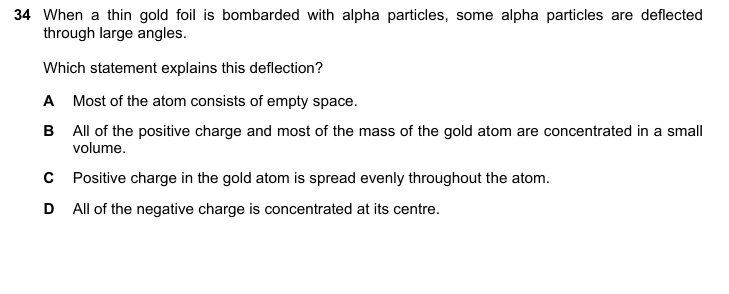 34 When a thin gold foil is bombarded with alpha particles, some alpha particles are deflected
through large angles.
Which statement explains this deflection?
A Most of the atom consists of empty space.
B All of the positive charge and most of the mass of the gold atom are concentrated in a small
volume.
C Positive charge in the gold atom is spread evenly throughout the atom.
D All of the negative charge is concentrated at its centre.